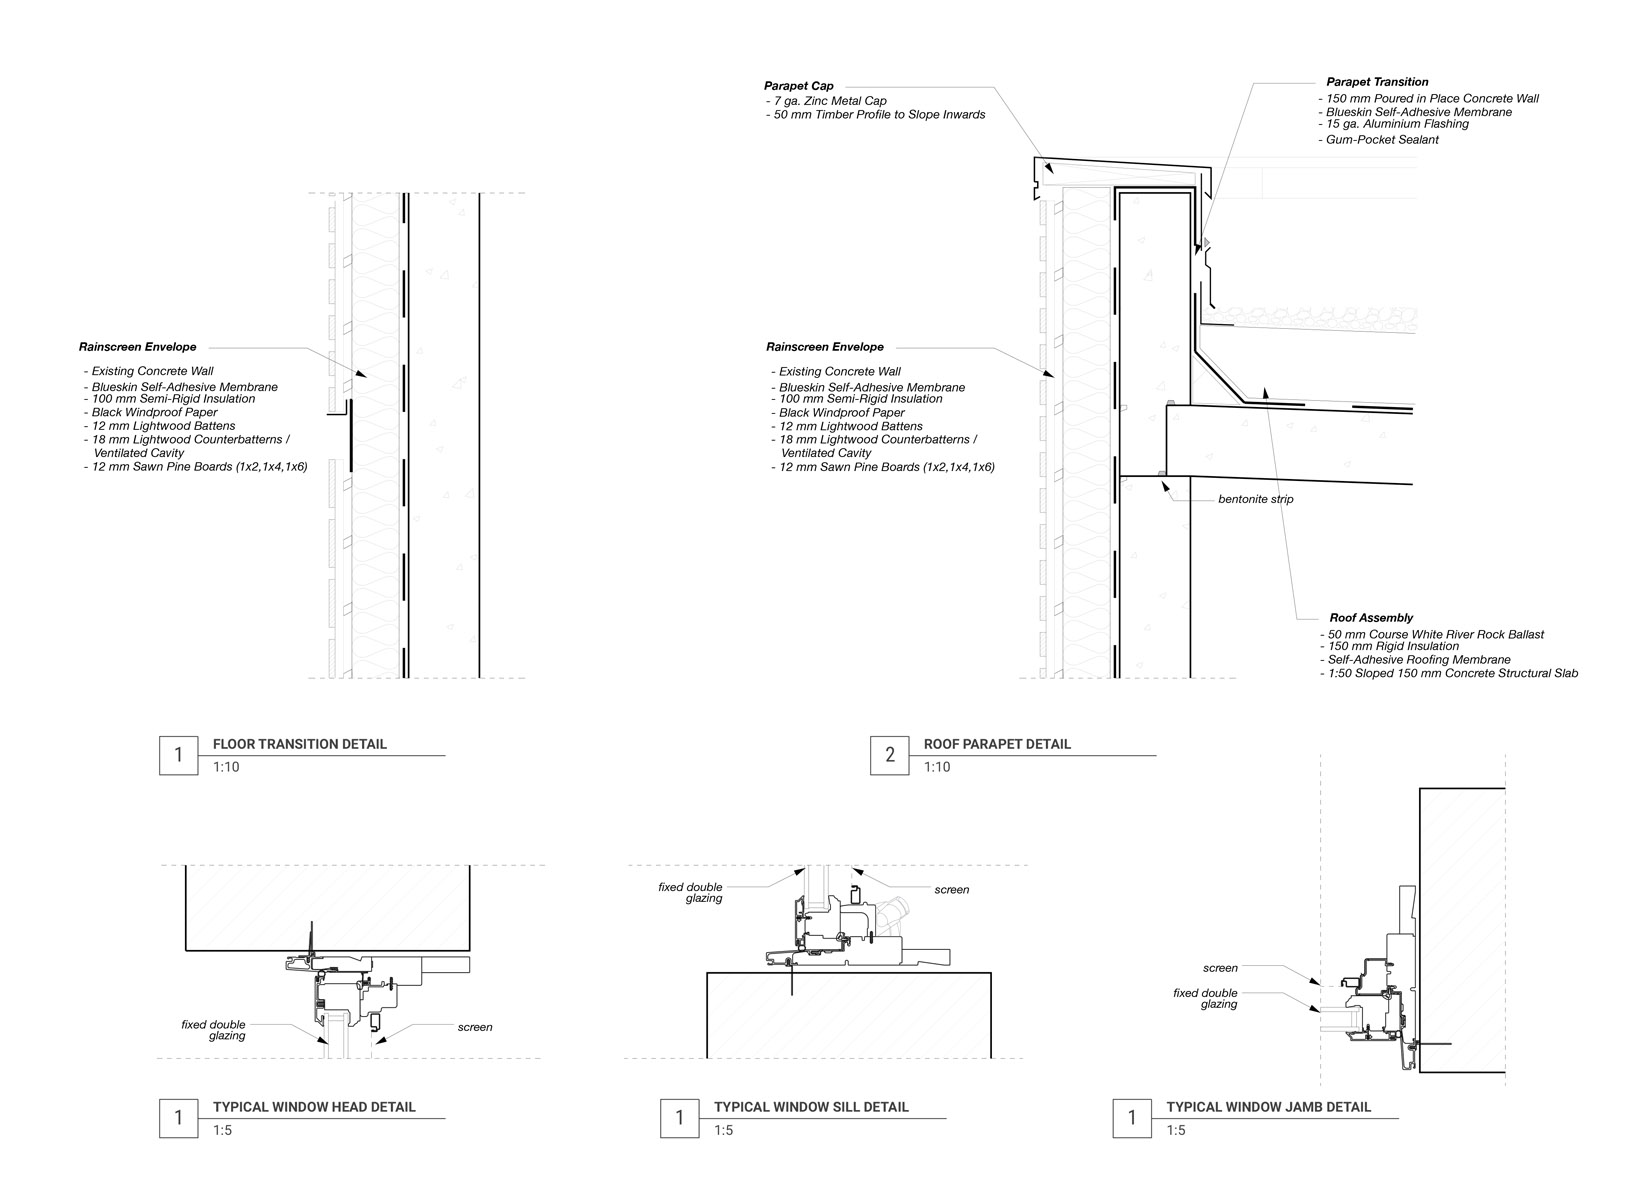 Parapet Cap
- 7 ga. Zinc Metal Cap
- 50 mm Timber Profile to Slope Inwards
Parapet Transition
- 150 mm Poured in Place Concrete Wall
- Blueskin Self-Adhesive Membrane
- 15 ga. Aluminium Flashing
- Gum-Pocket Sealant
Rainscreen Envelope
- Existing Concrete Wall
- Blueskin Self-Adhesive Membrane
- 100 mm Semi-Rigid Insulation
- Black Windproof Paper
- 12 mm Lightwood Battens
- 18 mm Lightwood Counterbatterns /
Ventilated Cavity
- 12 mm Sawn Pine Boards (1x2,1x4,1x6)
Rainscreen Envelope
- Existing Concrete Wall
- Blueskin Self-Adhesive Membrane
- 100 mm Semi-Rigid Insulation
- Black Windproof Paper
- 12 mm Lightwood Battens
- 18 mm Lightwood Counterbatterns /
Ventilated Cavity
- 12 mm Sawn Pine Boards (1x2,1x4,1x6)
bentonite strip
Roof Assembly
- 50 mm Course White River Rock Ballast
- 150 mm Rigid Insulation
- Self-Adhesive Roofing Membrane
- 1:50 Sloped 150 mm Concrete Structural Slab
1
FLOOR TRANSITION DETAIL
1:10
2
ROOF PARAPET DETAIL
1:10
fixed double
glazing
screen
fixed double
glazing
screen
screen
fixed double
glazing
1
TYPICAL WINDOW HEAD DETAIL
1:5
1
TYPICAL WINDOW SILL DETAIL
1:5
1
TYPICAL WINDOW JAMB DETAIL
1:5